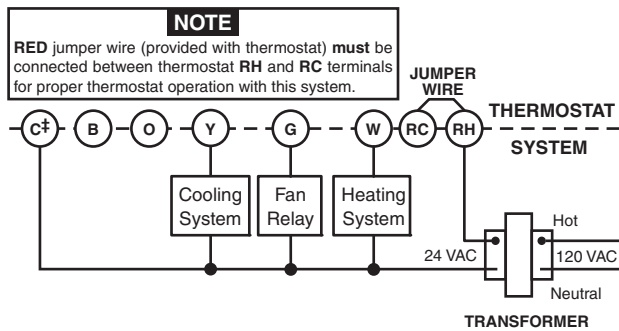 NOTE
RED jumper wire (provided with thermostat) must be
connected between thermostat RH and RC terminals
for proper thermostat operation with this system.
JUMPER
WIRE
THERMOSTAT
C‡ B O Y G W RC RH
SYSTEM
Cooling
System
Fan
Relay
Heating
System
Hot
24 VAC
120 VAC
Neutral
TRANSFORMER